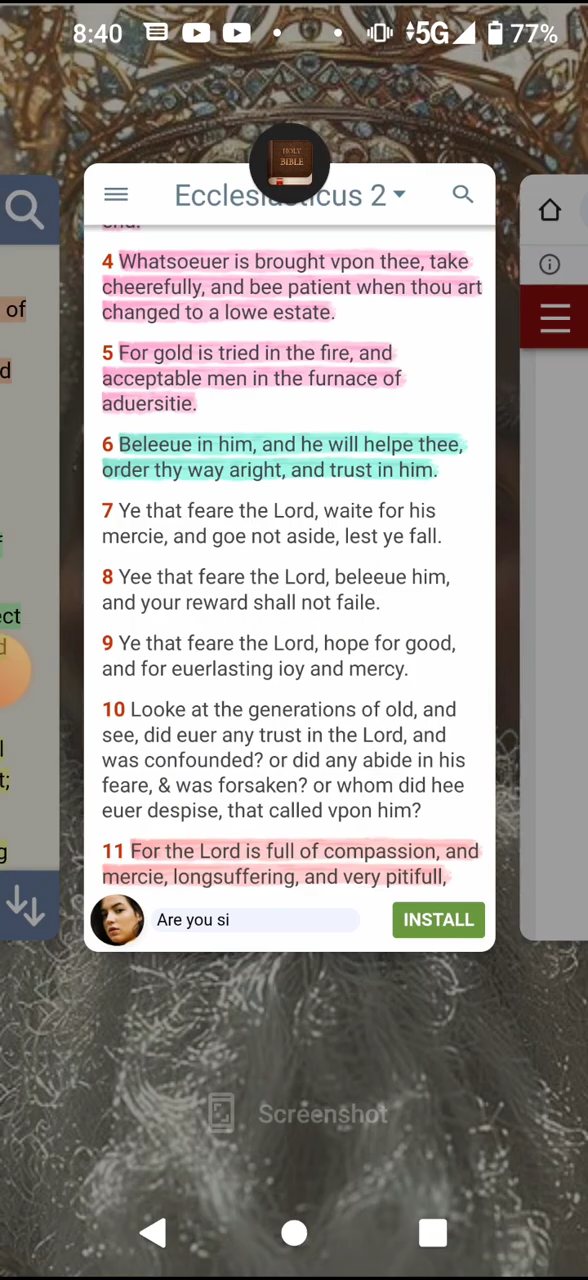 8:40
5G
77%
HOLY
BIBLE
Ecclesiasticus 2
4 Whatsoeuer is brought vpon thee, take
cheerefully, and bee patient when thou art
changed to a lowe estate.
5 For gold is tried in the fire, and
acceptable men in the furnace of
aduersitie.
6 Beleeue in him, and he will helpe thee,
order thy way aright, and trust in him.
7 Ye that feare the Lord, waite for his
mercie, and goe not aside, lest ye fall.
8 Yee that feare the Lord, beleeue him,
and your reward shall not faile.
9 Ye that feare the Lord, hope for good,
and for euerlasting ioy and mercy.
10 Looke at the generations of old, and
see, did euer any trust in the Lord, and
was confounded? or did any abide in his
feare, & was forsaken? or whom did hee
euer despise, that called vpon him?
11 For the Lord is full of compassion, and
mercie, longsuffering, and very pitifull,
Are you si
INSTALL
of
Screenshot